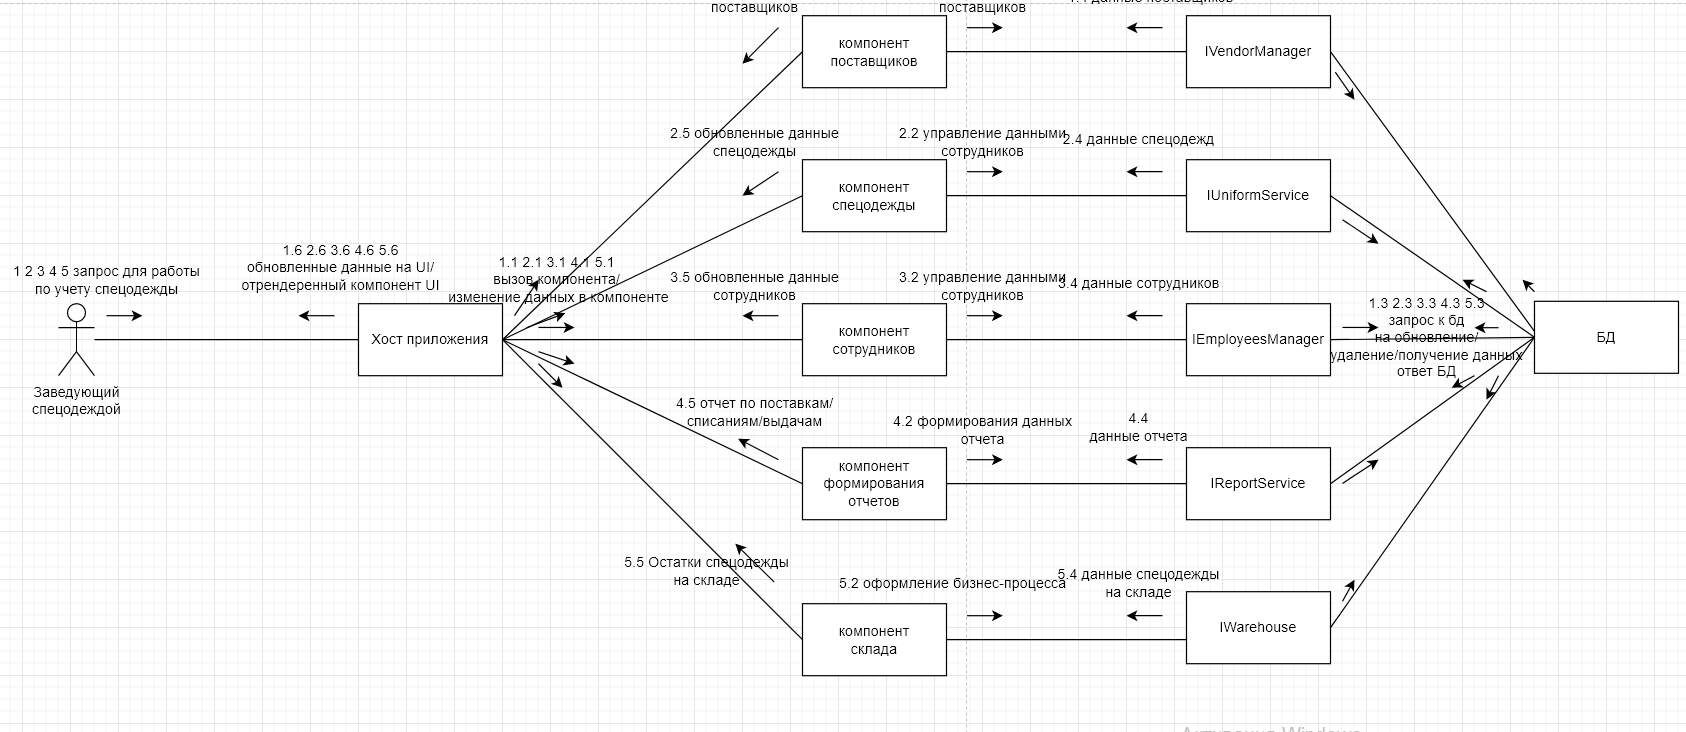 поставщиков
поставщиков
1.4 данные поставщиков
компонент
поставщиков
IVendorManager
2.5 обновленные данные
спецодежды
2.2 управление данными
сотрудников
2.4 данные спецодежд
компонент
спецодежды
IUniformService
1 2 3 4 5 запрос для работы
по учету спецодежды
1.6 2.6 3.6 4.6 5.6
обновленные данные на UI/
отрендеренный компонент UI
1.1 2.1 3.1 4.1 5.1
вызов компонента/
изменение данных в компоненте
3.5 обновленные данные
сотрудников
3.2 управление данными
сотрудников
3.4 данные сотрудников
Заведующий
спецодеждой
Хост приложения
компонент
сотрудников
IEmployeesManager
1.3 2.3 3.3 4.3 5.3
запрос к бд
на обновление/
удаление/получение данных
ответ БД
БД
4.5 отчет по поставкам/
списаниям/выдачам
4.2 формирования данных
отчета
4.4
данные отчета
компонент
формирования
отчетов
IReportService
5.5 Остатки спецодежды
на складе
5.2 оформление бизнес-процесса
5.4 данные спецодежды
на складе
компонент
склада
IWarehouse
Активация Windows